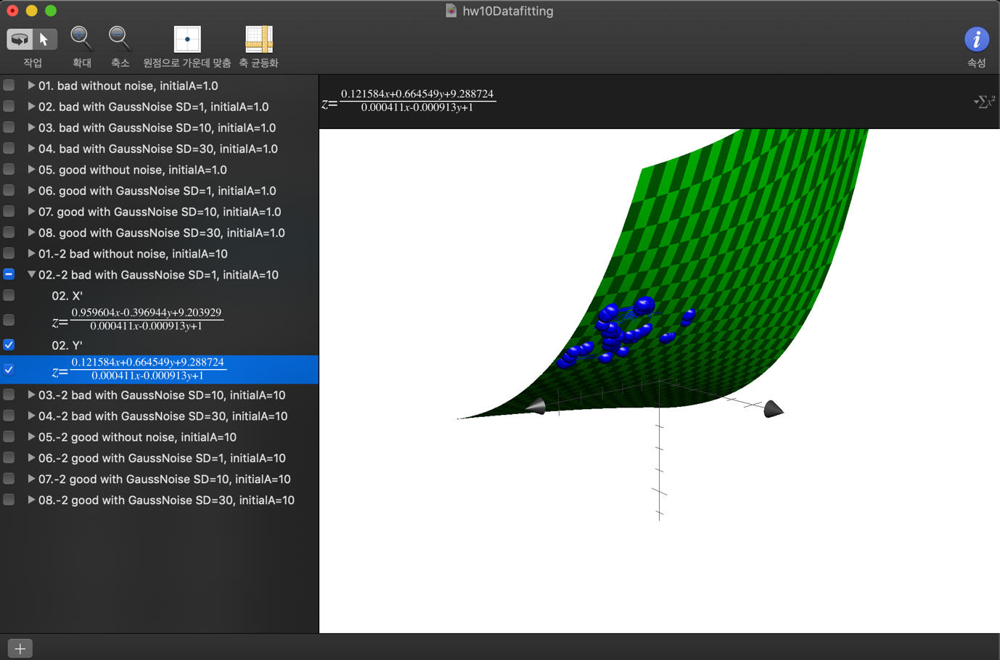 hw10Datafitting
작업
확대
축소
원점으로 가운데 맞춤
축 균등화
속성
01. bad without noise, initialA=1.0
02. bad with GaussNoise SD=1, initialA=1.0
03. bad with GaussNoise SD=10, initialA=1.0
04. bad with GaussNoise SD=30, initialA=1.0
05. good without noise, initialA=1.0
06. good with GaussNoise SD=1, initialA=1.0
07. good with GaussNoise SD=10, initialA=1.0
08. good with GaussNoise SD=30, initialA=1.0
01.-2 bad without noise, initialA=10
02.-2 bad with GaussNoise SD=1, initialA=10
02. X'
z= 0.959604x-0.396944y+9.203929
0.000411x-0.000913y+1
02. Y'
z= 0.121584x+0.664549y+9.288724
0.000411x-0.000913y+1
03.-2 bad with GaussNoise SD=10, initialA=10
04.-2 bad with GaussNoise SD=30, initialA=10
05.-2 good without noise, initialA=10
06.-2 good with GaussNoise SD=1, initialA=10
07.-2 good with GaussNoise SD=10, initialA=10
08.-2 good with GaussNoise SD=30, initialA=10
z= 0.121584x+0.664549y+9.288724
0.000411x-0.000913y+1
Σx²